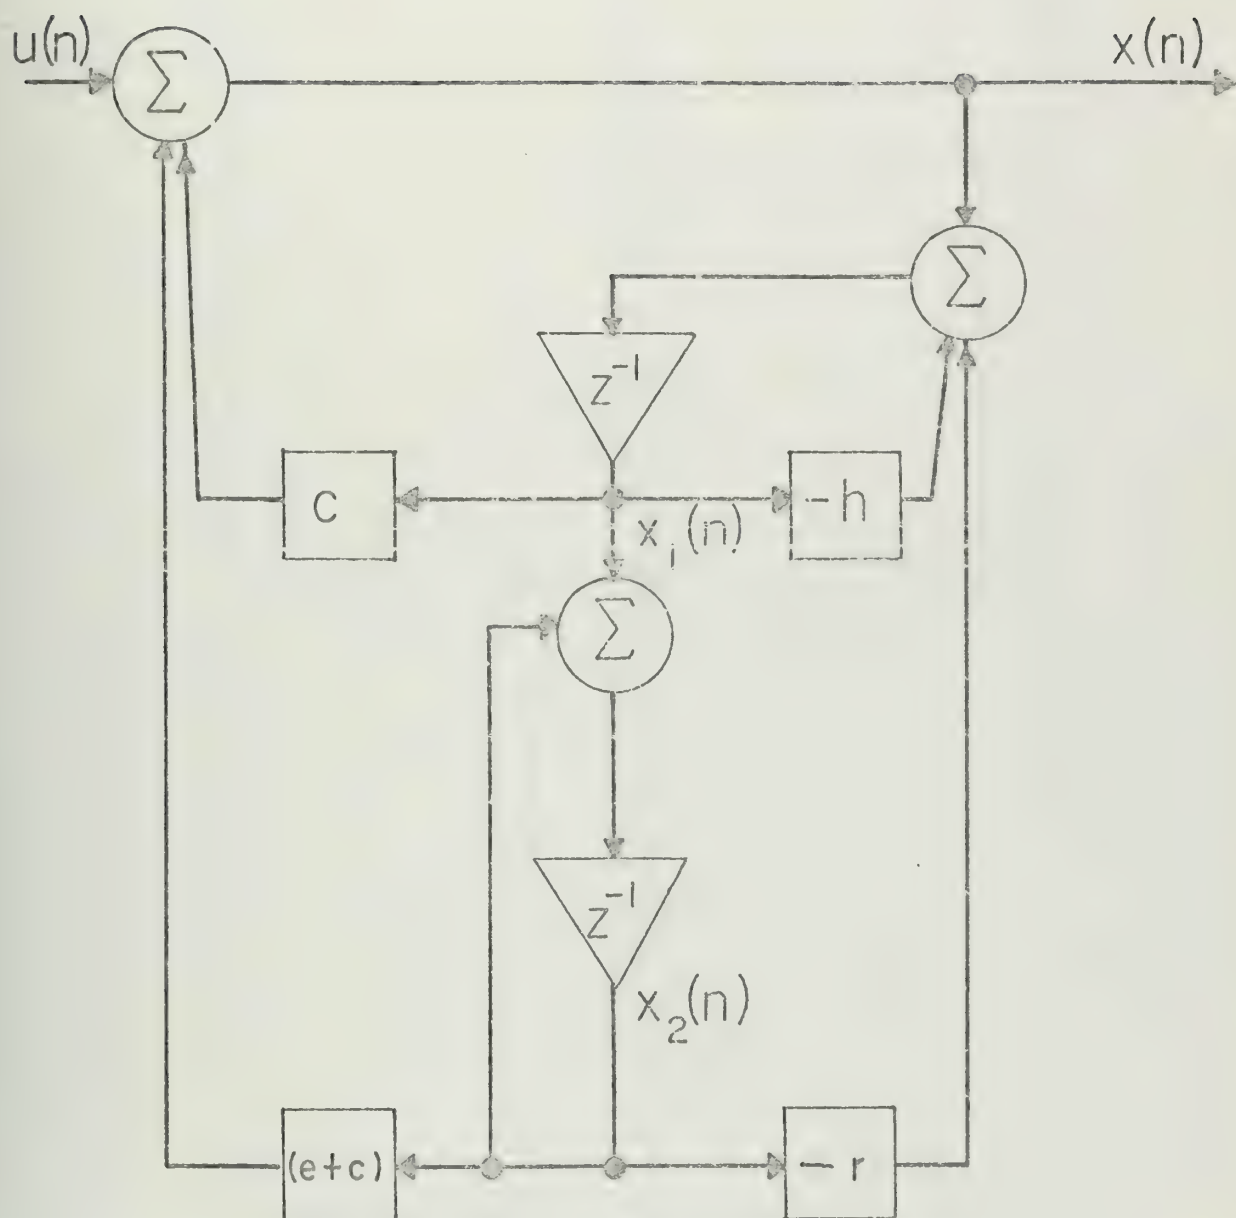 u(n)
Σ
x(n)
Σ
z⁻¹
c
-h
x₁(n)
Σ
z⁻¹
x₂(n)
(e+c)
-r